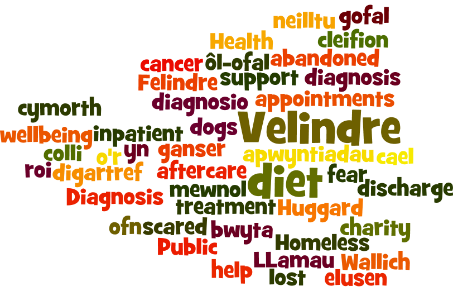 neilltu gofal
Health cleifion
cancer ôl-ofal abandoned
Felindre support diagnosis
cymorth diagnosio appointments
wellbeing inpatient dogs Velindre
colli o'r yn ganser apwyntiadau cael
roi digartref aftercare diet fear
Diagnosis mewnol discharge
treatment Huggard
ofn scared bwyta charity
Public Homeless
help LLamau Wallich
lost elusen